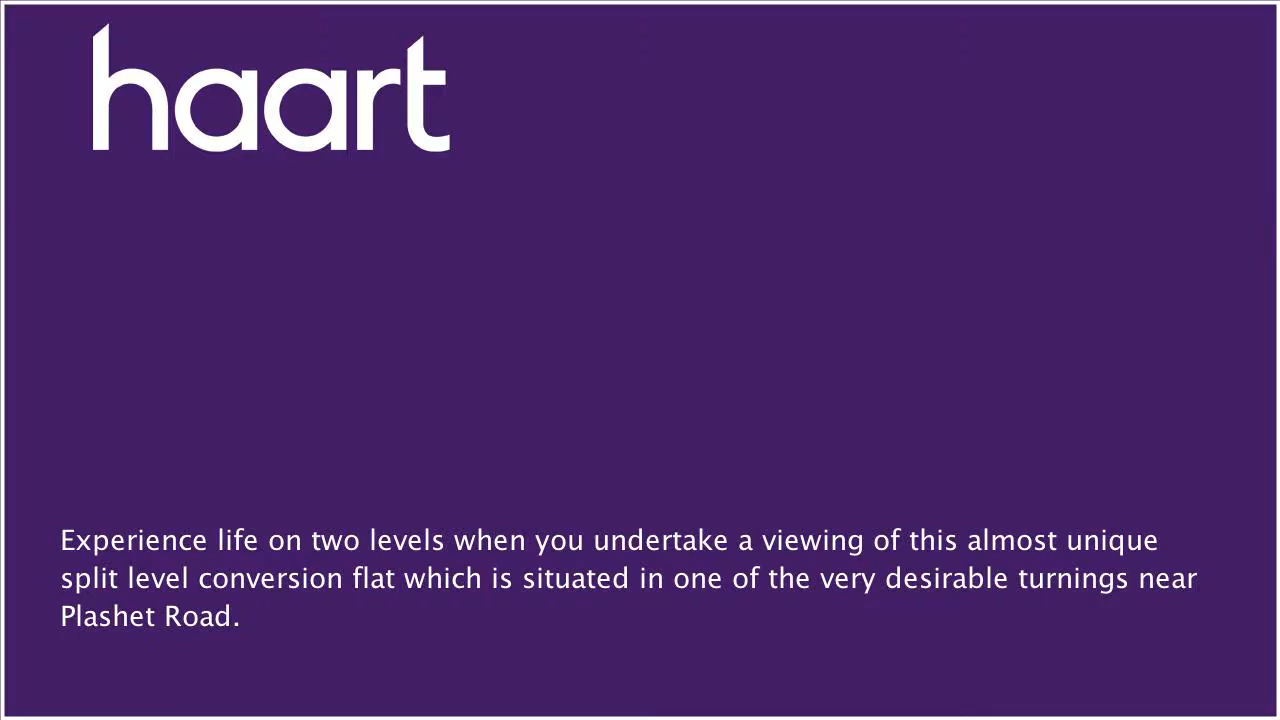 haart
Experience life on two levels when you undertake a viewing of this almost unique
split level conversion flat which is situated in one of the very desirable turnings near
Plashet Road.